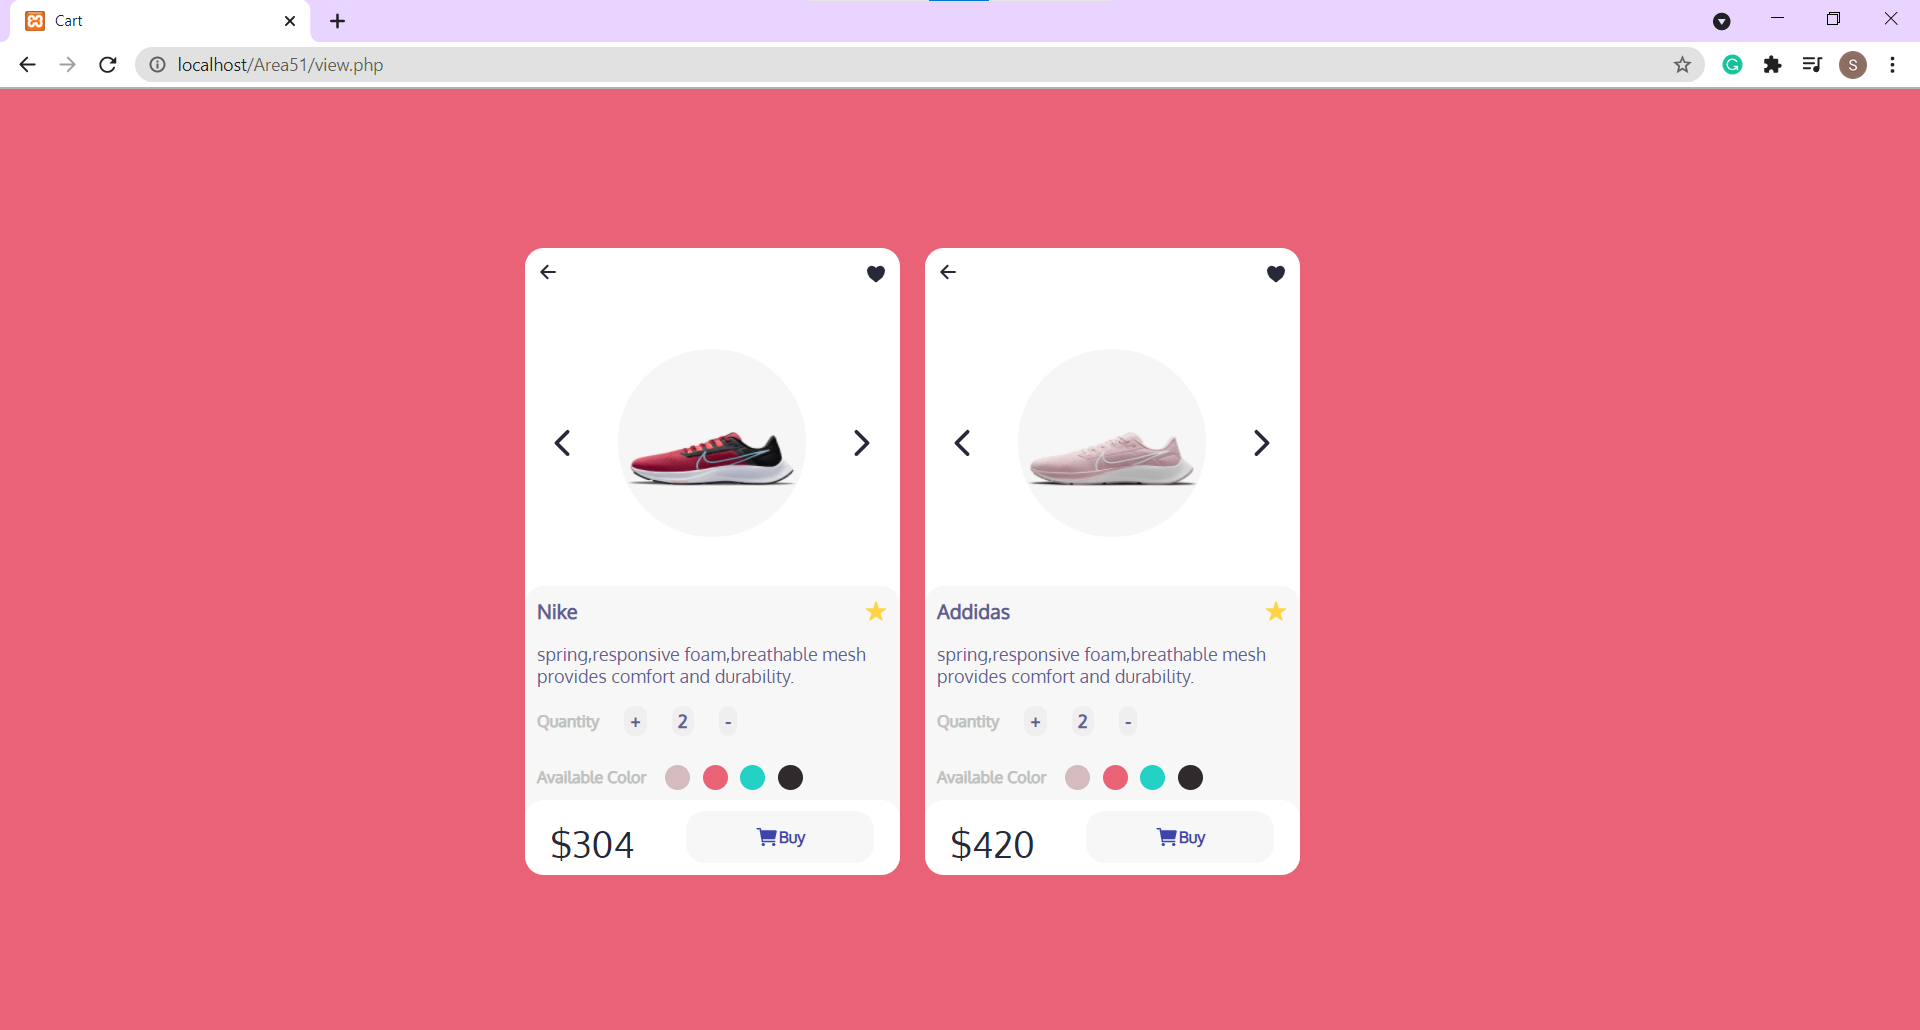 Cart
localhost/Area51/view.php
S
Nike
spring,responsive foam,breathable mesh
provides comfort and durability.
Quantity + 2 -
Available Color
$304
Buy
Addidas
spring,responsive foam,breathable mesh
provides comfort and durability.
Quantity + 2 -
Available Color
$420
Buy